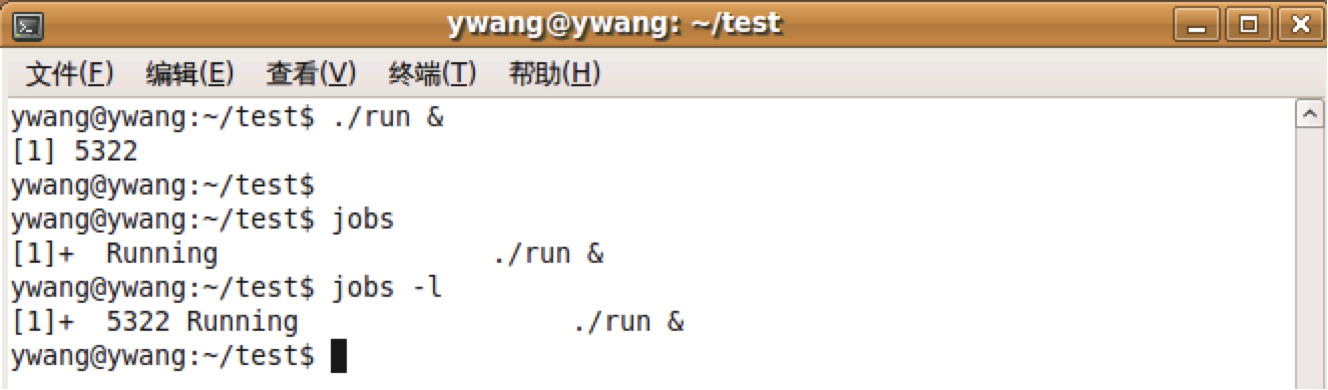 ywang@ywang: ~/test
文件(F) 编辑(E) 查看(V) 终端(T) 帮助(H)
ywang@ywang:~/test$ ./run &
[1] 5322
ywang@ywang:~/test$
ywang@ywang:~/test$ jobs
[1]+  Running                 ./run &
ywang@ywang:~/test$ jobs -l
[1]+  5322 Running                 ./run &
ywang@ywang:~/test$